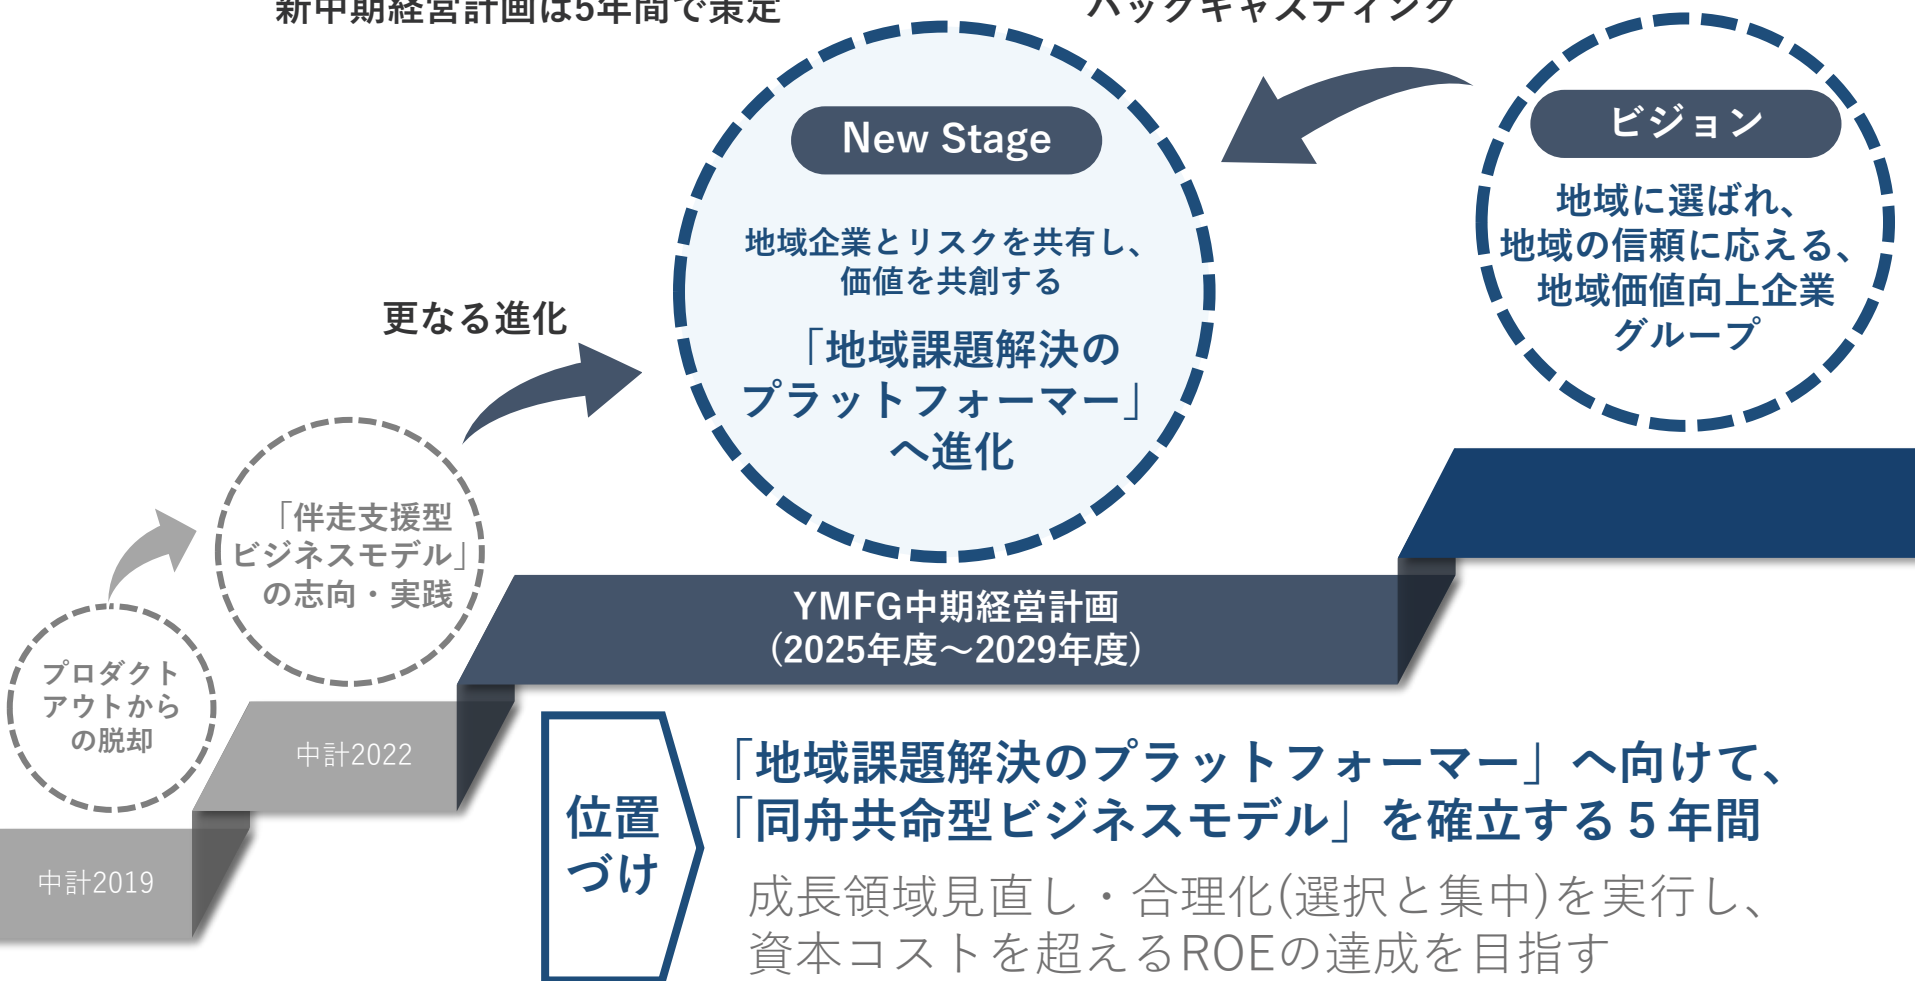 新中期経営計画は5年間で策定
バックキャスティング
New Stage
地域企業とリスクを共有し、
価値を共創する
「地域課題解決の
プラットフォーマー」
へ進化
ビジョン
地域に選ばれ、
地域の信頼に応える、
地域価値向上企業
グループ
更なる進化
「伴走支援型
ビジネスモデル」
の志向・実践
プロダクト
アウトから
の脱却
YMFG中期経営計画
(2025年度～2029年度)
中計2022
中計2019
位置
づけ
「地域課題解決のプラットフォーマー」へ向けて、
「同舟共命型ビジネスモデル」を確立する５年間
成長領域見直し・合理化(選択と集中)を実行し、
資本コストを超えるROEの達成を目指す